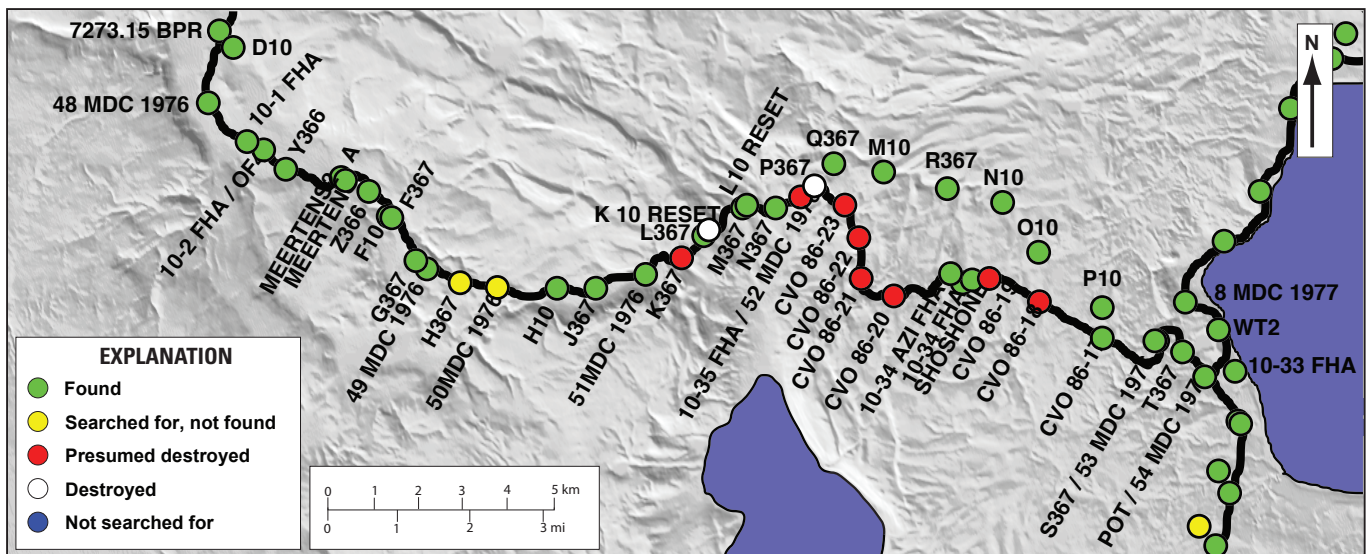 7273.15 BPR
D10
48 MDC 1976
10-1 FHA
10-2 FHA / OF
Y366
A
MEERTENS
MEERTENS
Z366
F10
F367
G367
49 MDC 1976
H367
50MDC 1976
H10
J367
51MDC 1976
K367
K 10 RESET
L367
M367
L10 RESET
N367
10-35 FHA / 52 MDC 197
P367
Q367
M10
R367
N10
O10
P10
CVO 86-23
CVO 86-22
CVO 86-21
CVO 86-20
10-34 AZI FHA
10-34 FHA
SHOSHONE
CVO 86-19
CVO 86-18
CVO 86-1
S367 / 53 MDC 197
T367
POT / 54 MDC 197
8 MDC 1977
WT2
10-33 FHA
N
EXPLANATION
Found
Searched for, not found
Presumed destroyed
Destroyed
Not searched for
0 1 2 3 4 5 km
0 1 2 3 mi